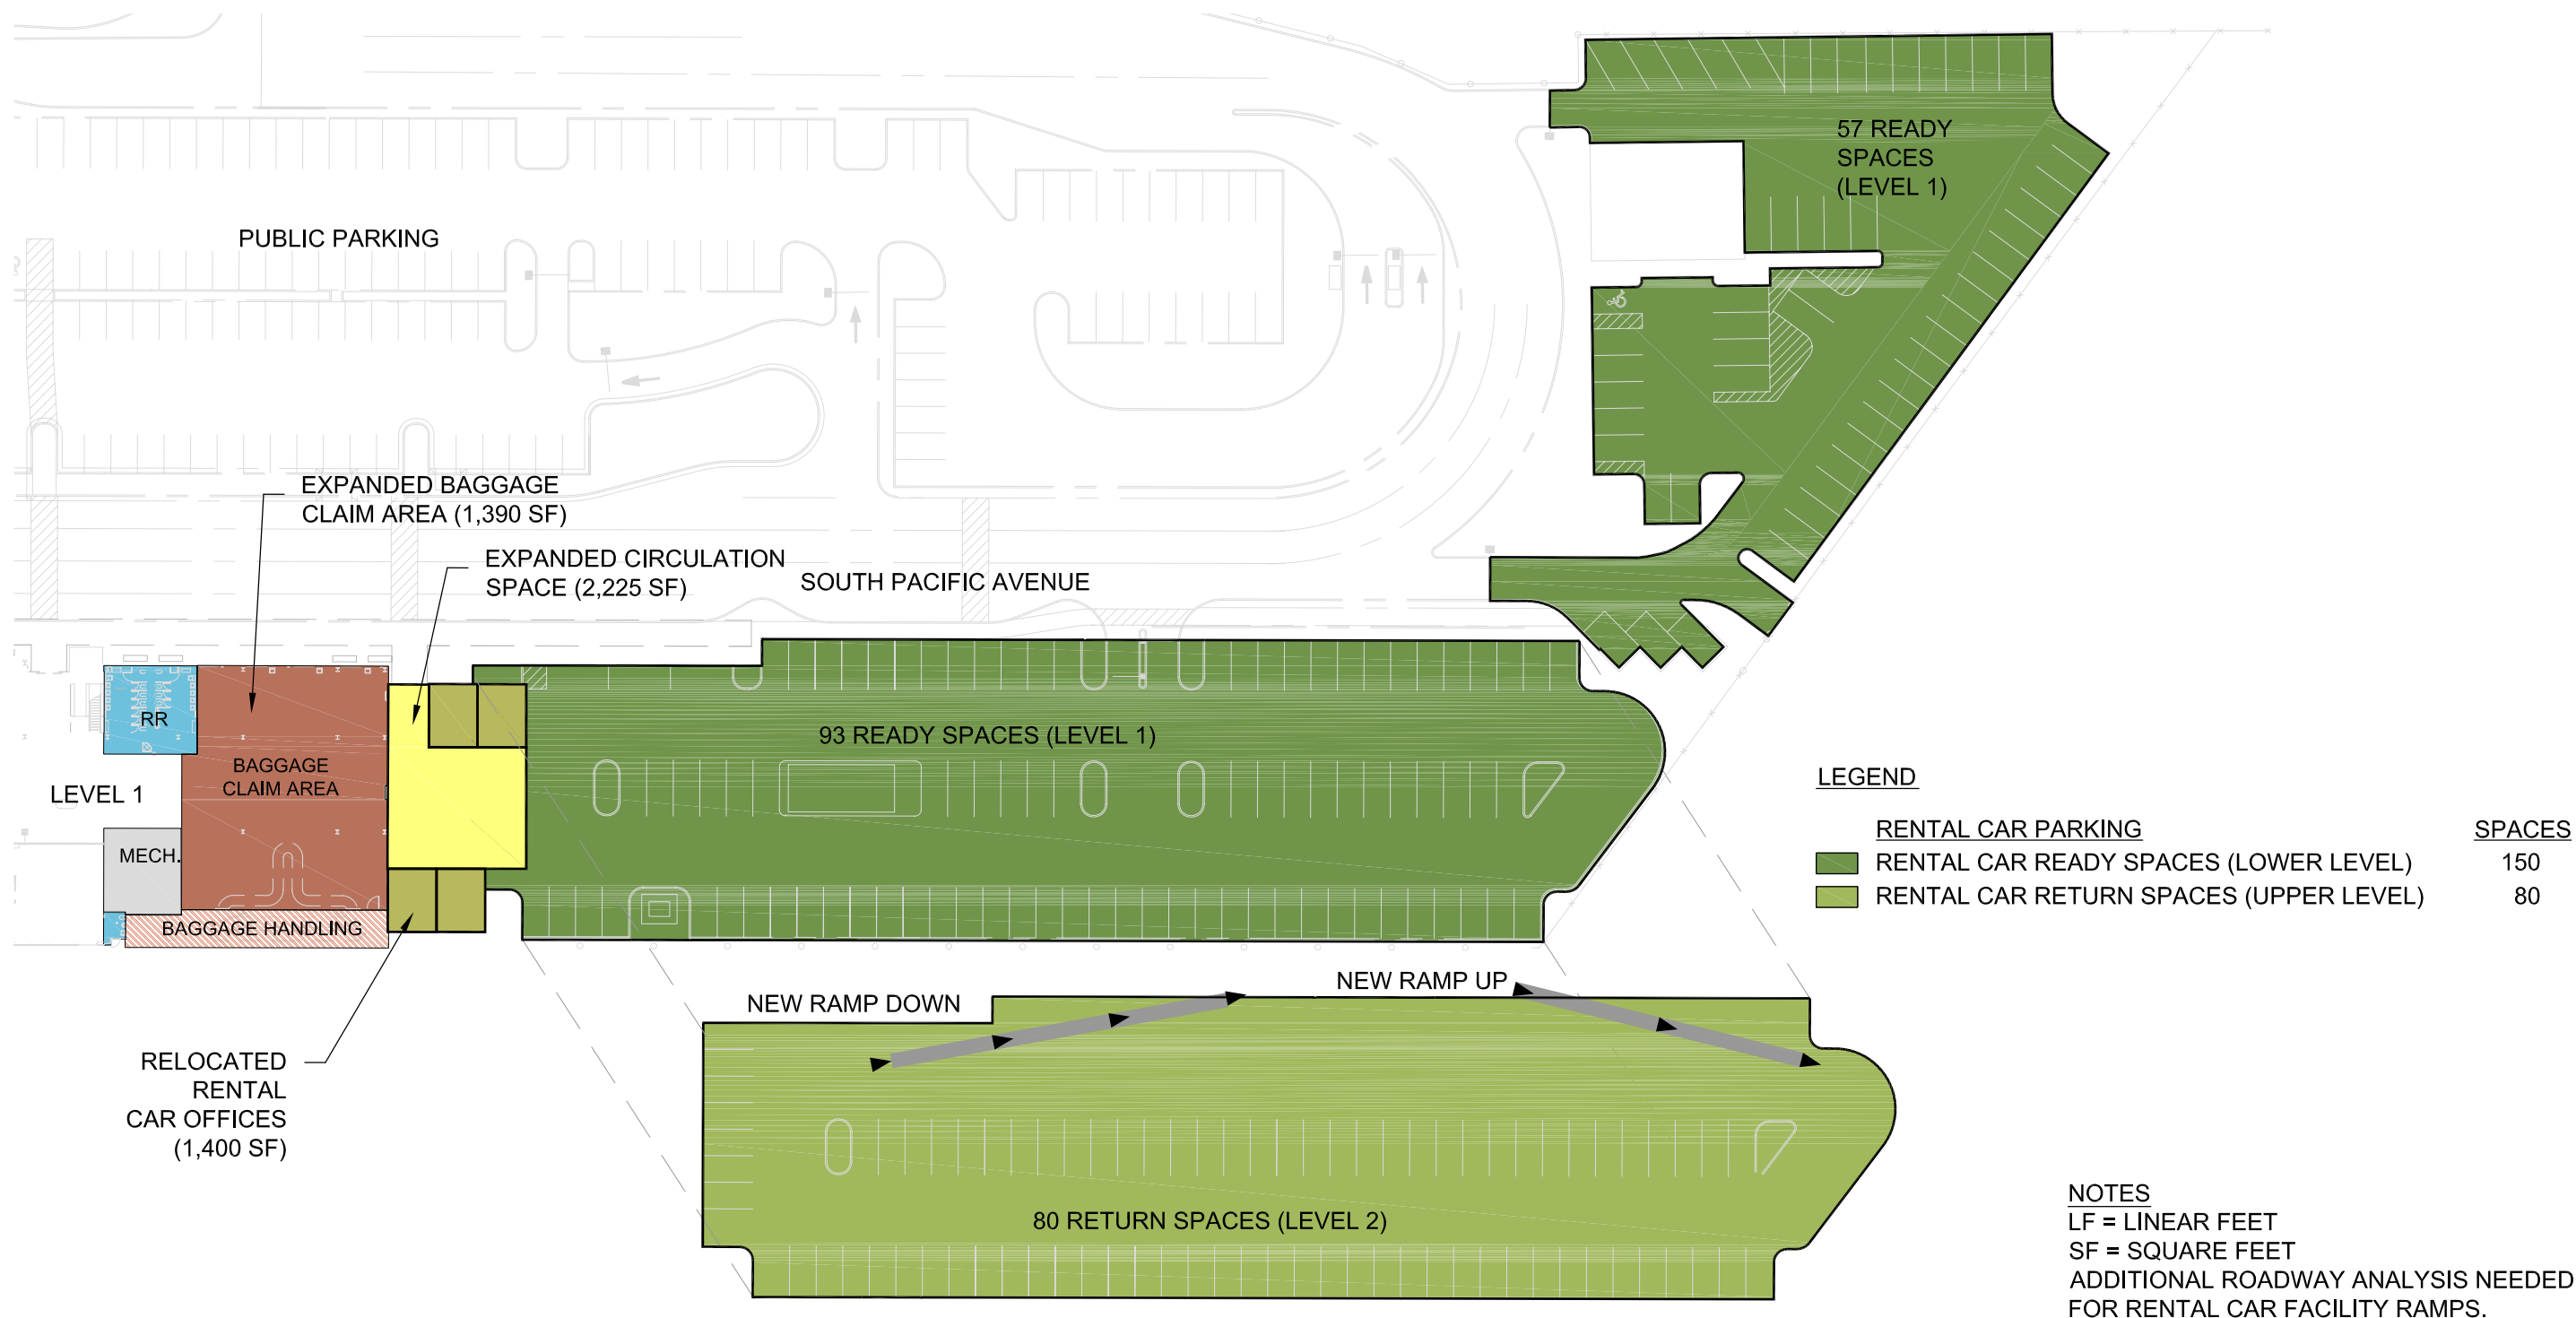 57 READY
SPACES
(LEVEL 1)
PUBLIC PARKING
EXPANDED BAGGAGE
CLAIM AREA (1,390 SF)
EXPANDED CIRCULATION
SPACE (2,225 SF)
SOUTH PACIFIC AVENUE
RR
93 READY SPACES (LEVEL 1)
BAGGAGE
CLAIM AREA
LEVEL 1
MECH.
BAGGAGE HANDLING
LEGEND
RENTAL CAR PARKING SPACES
RENTAL CAR READY SPACES (LOWER LEVEL) 150
RENTAL CAR RETURN SPACES (UPPER LEVEL) 80
NEW RAMP DOWN
NEW RAMP UP
RELOCATED
RENTAL
CAR OFFICES
(1,400 SF)
80 RETURN SPACES (LEVEL 2)
NOTES
LF = LINEAR FEET
SF = SQUARE FEET
ADDITIONAL ROADWAY ANALYSIS NEEDED
FOR RENTAL CAR FACILITY RAMPS.